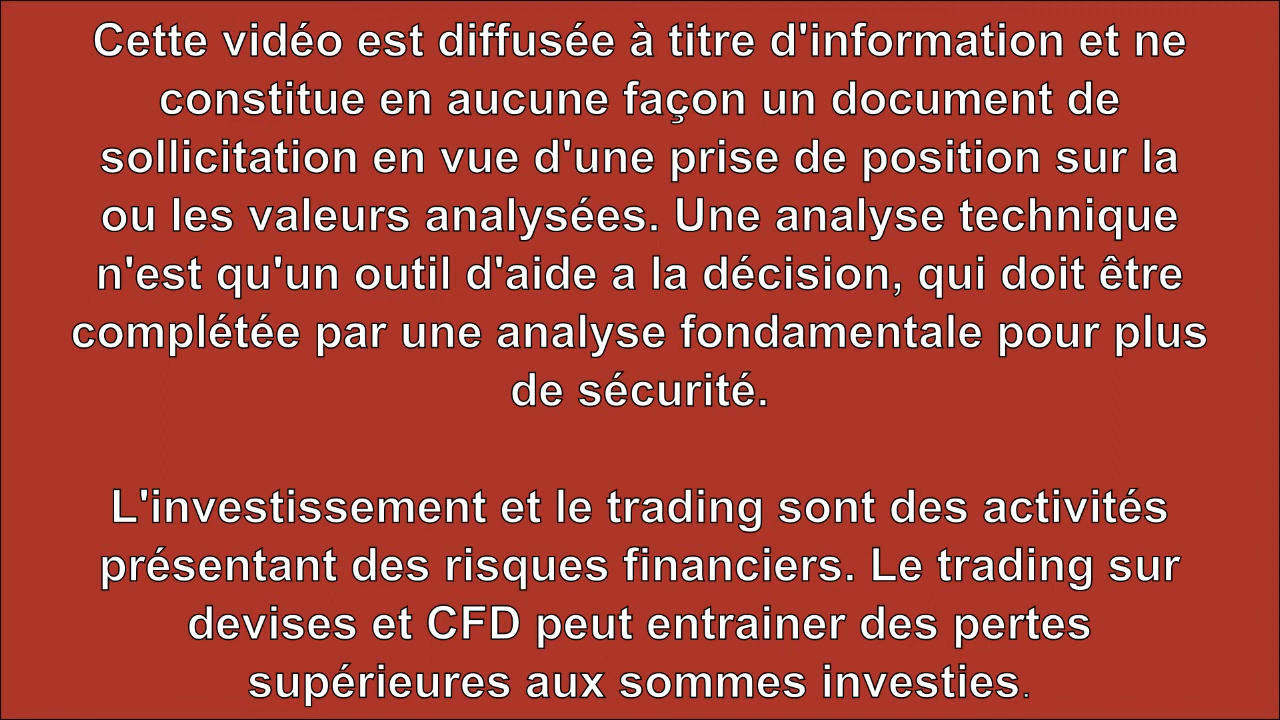 Cette vidéo est diffusée à titre d'information et ne
constitue en aucune façon un document de
sollicitation en vue d'une prise de position sur la
ou les valeurs analysées. Une analyse technique
n'est qu'un outil d'aide a la décision, qui doit être
complétée par une analyse fondamentale pour plus
de sécurité.
L'investissement et le trading sont des activités
présentant des risques financiers. Le trading sur
devises et CFD peut entrainer des pertes
supérieures aux sommes investies.